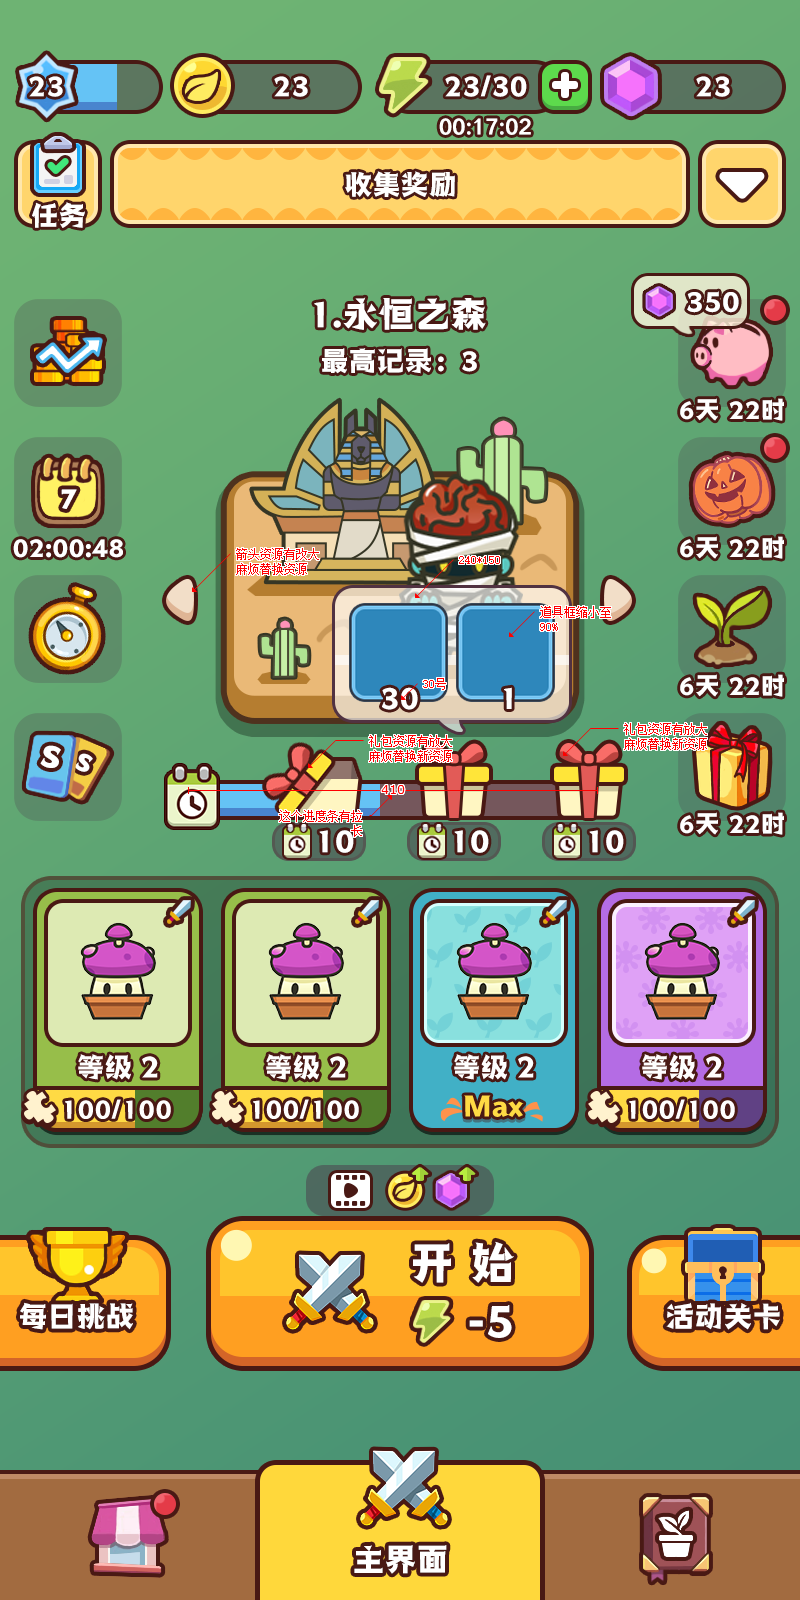 23
23
23/30
23
00:17:02
任务
收集奖励
350
1.永恒之森
最高记录：3
6天 22时
7
02:00:48
6天 22时
箭头资源有改大
麻烦替换资源
240*150
道具框缩小至
90%
30号
30
1
6天 22时
S
S
礼包资源有放大
麻烦替换新资源
礼包资源有放大
麻烦替换新资源
410
这个进度条有拉
长
6天 22时
10
10
10
等级 2
等级 2
等级 2
等级 2
100/100
100/100
Max
100/100
开 始
-5
每日挑战
活动关卡
主界面